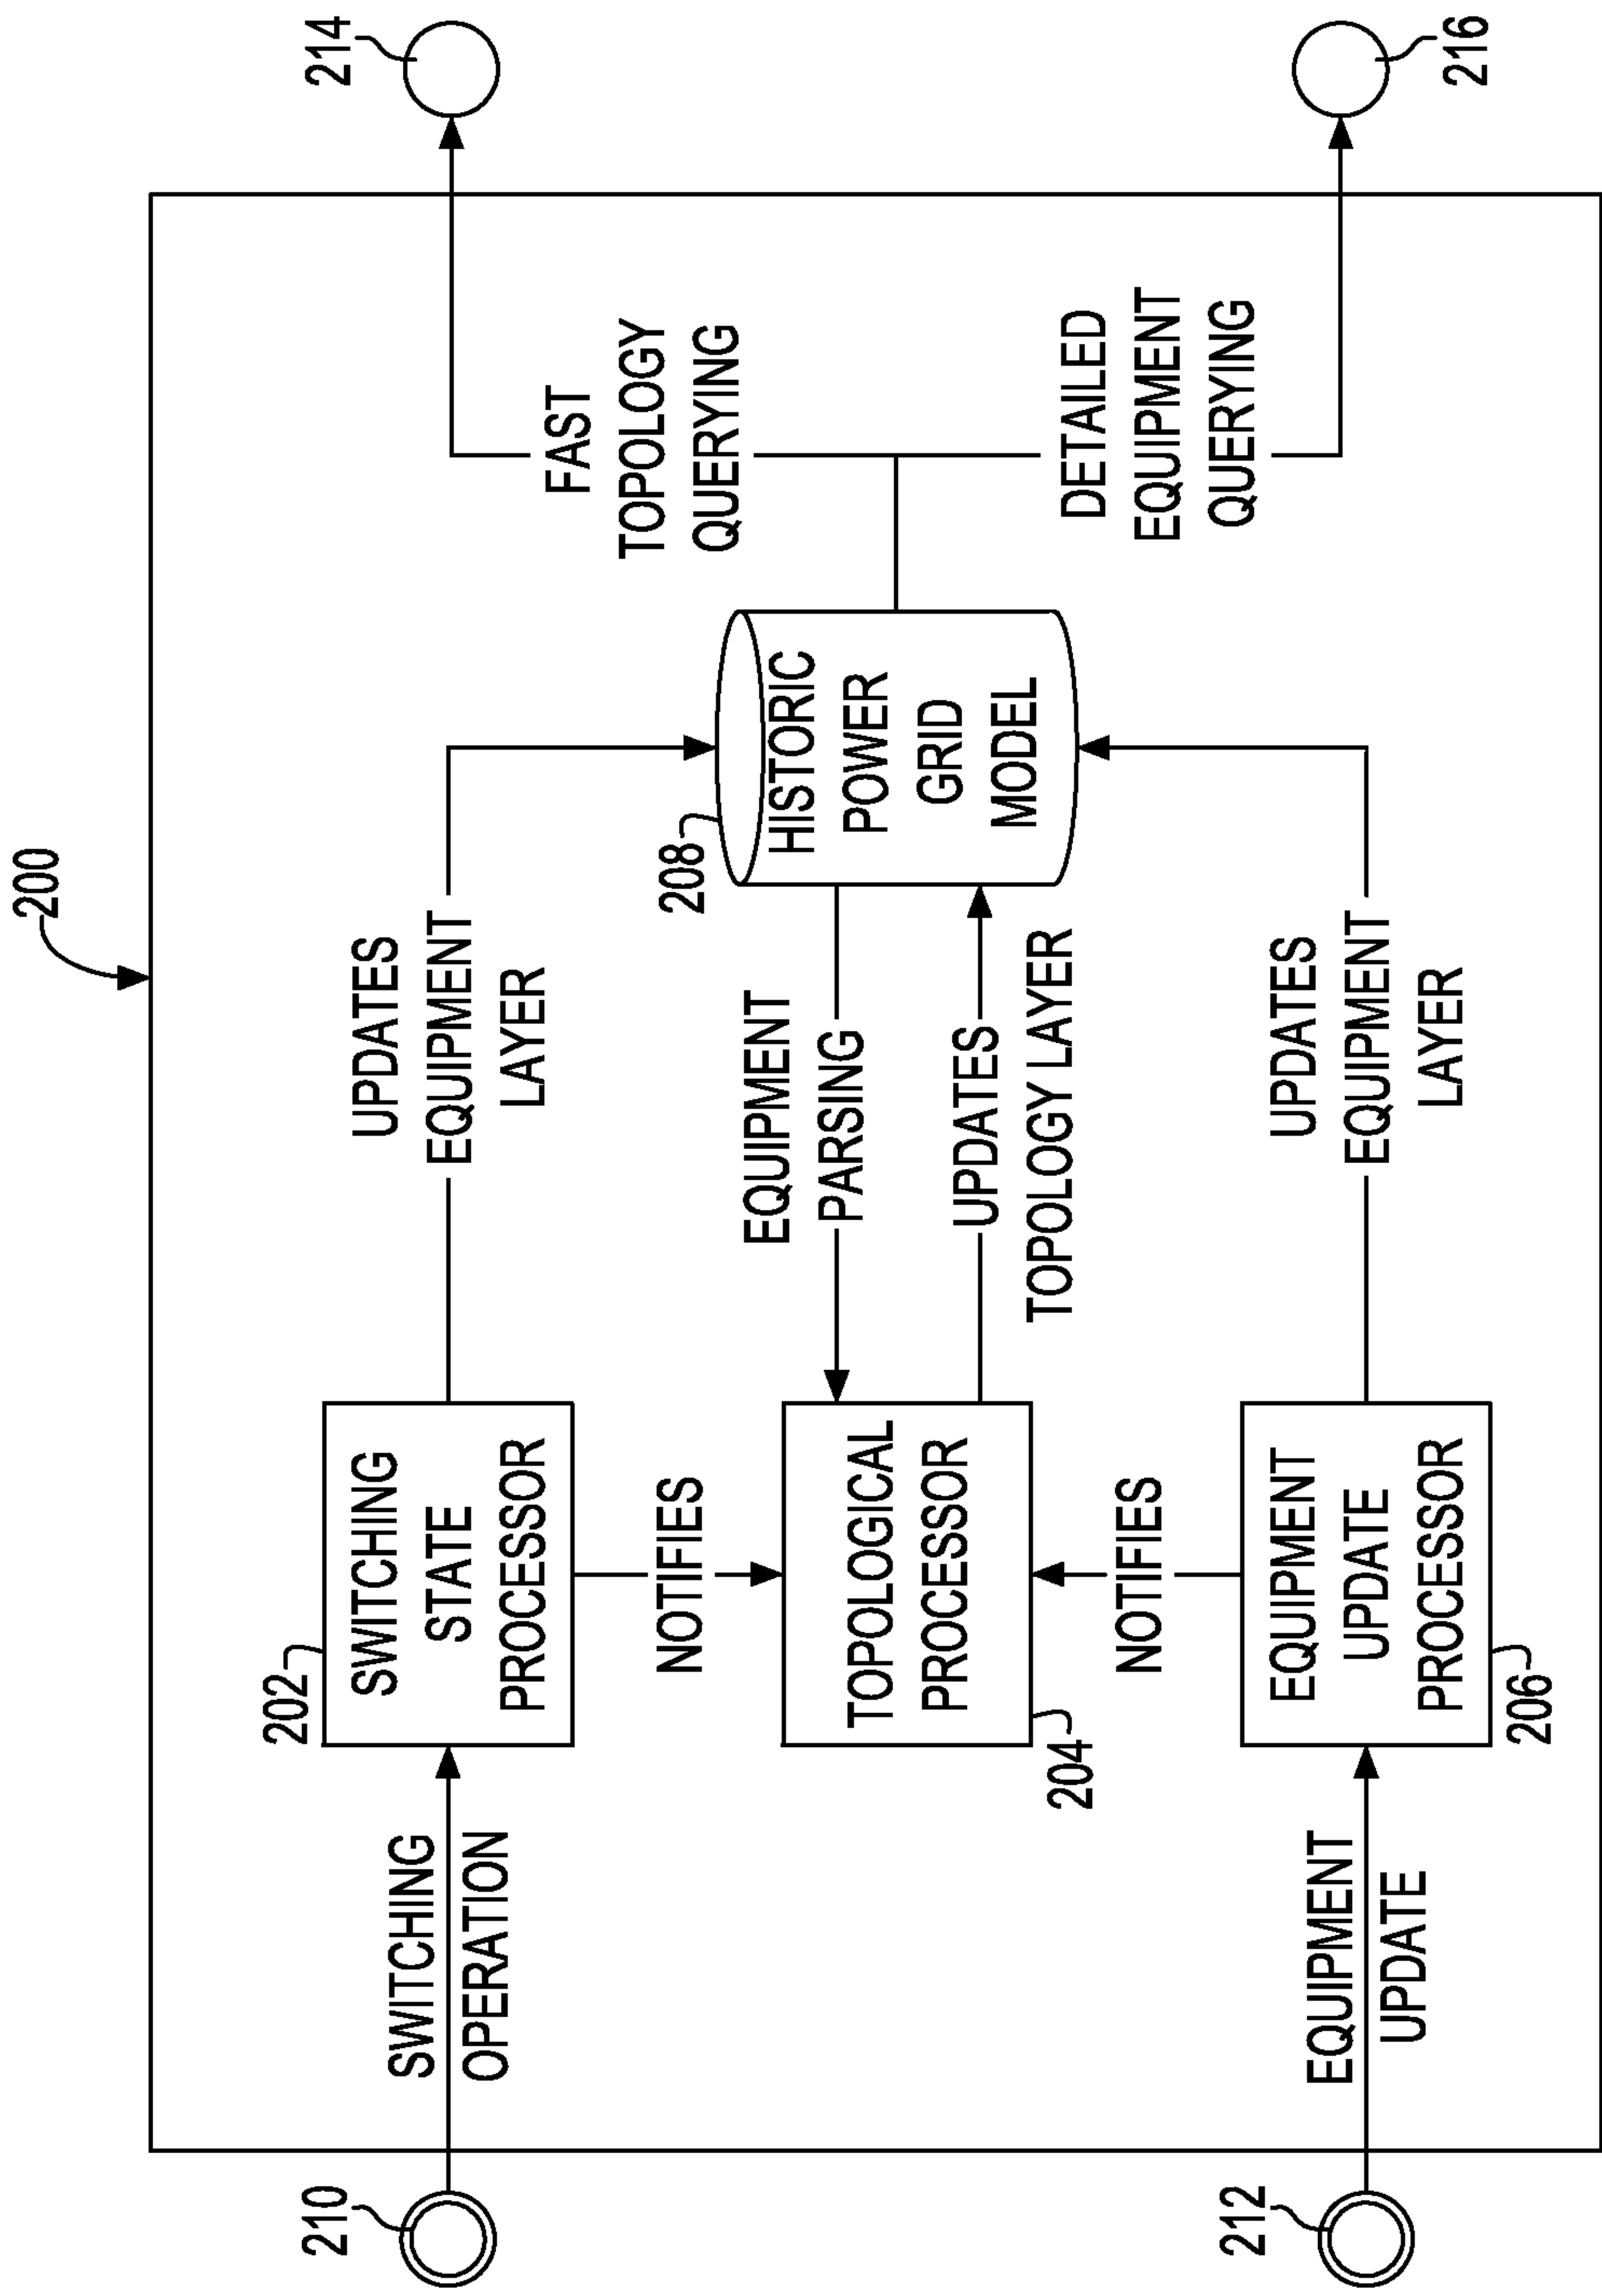 200
210
SWITCHING
OPERATION
202
SWITCHING
STATE
PROCESSOR
UPDATES
EQUIPMENT
LAYER
NOTIFIES
TOPOLOGICAL
PROCESSOR
204
EQUIPMENT
PARSING
UPDATES
TOPOLOGY LAYER
208
HISTORIC
POWER
GRID
MODEL
FAST
TOPOLOGY
QUERYING
214
DETAILED
EQUIPMENT
QUERYING
216
NOTIFIES
212
EQUIPMENT
UPDATE
EQUIPMENT
UPDATE
PROCESSOR
206
UPDATES
EQUIPMENT
LAYER